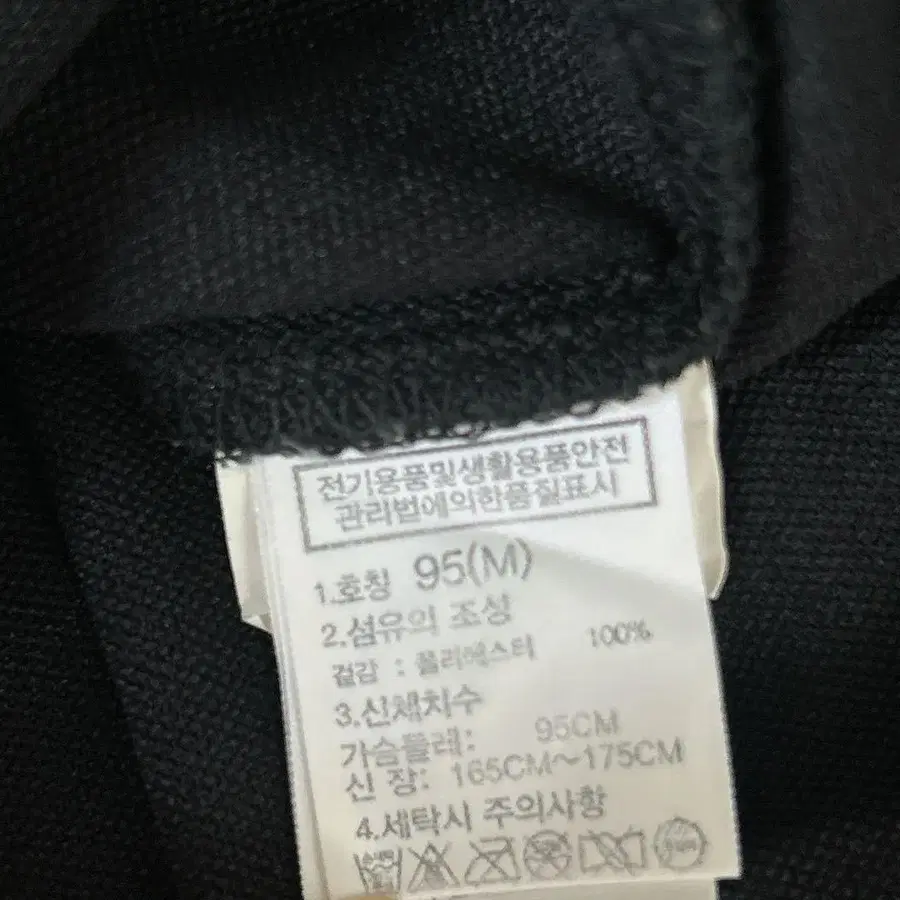 전기용품및생활용품안전
관리법에의한품질표시
1.호칭 95(M)
2.섬유의 조성
겉감 : 폴리에스터 100%
3.신체치수
가슴둘레: 95CM
신 장: 165CM~175CM
4.세탁시 주의사항